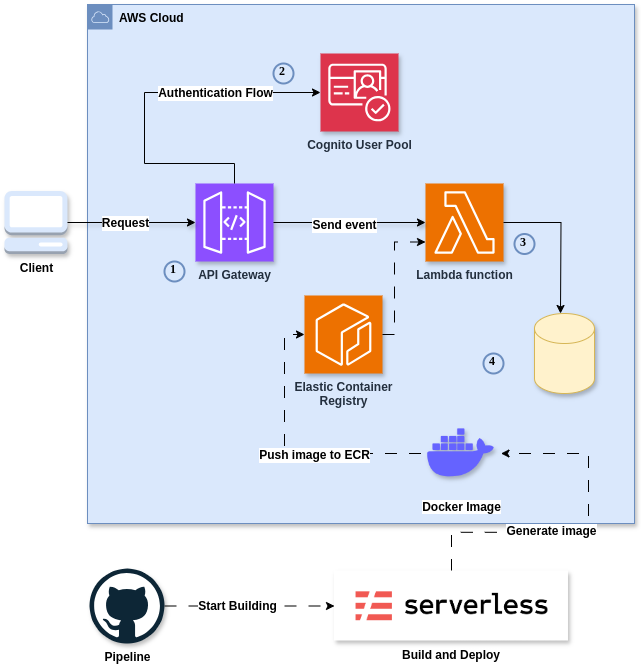 AWS Cloud
2
Authentication Flow
Cognito User Pool
Request
Send event
3
Client
1
API Gateway
Lambda function
4
Elastic Container
Registry
Push image to ECR
Docker Image
Generate image
Start Building
serverless
Pipeline
Build and Deploy